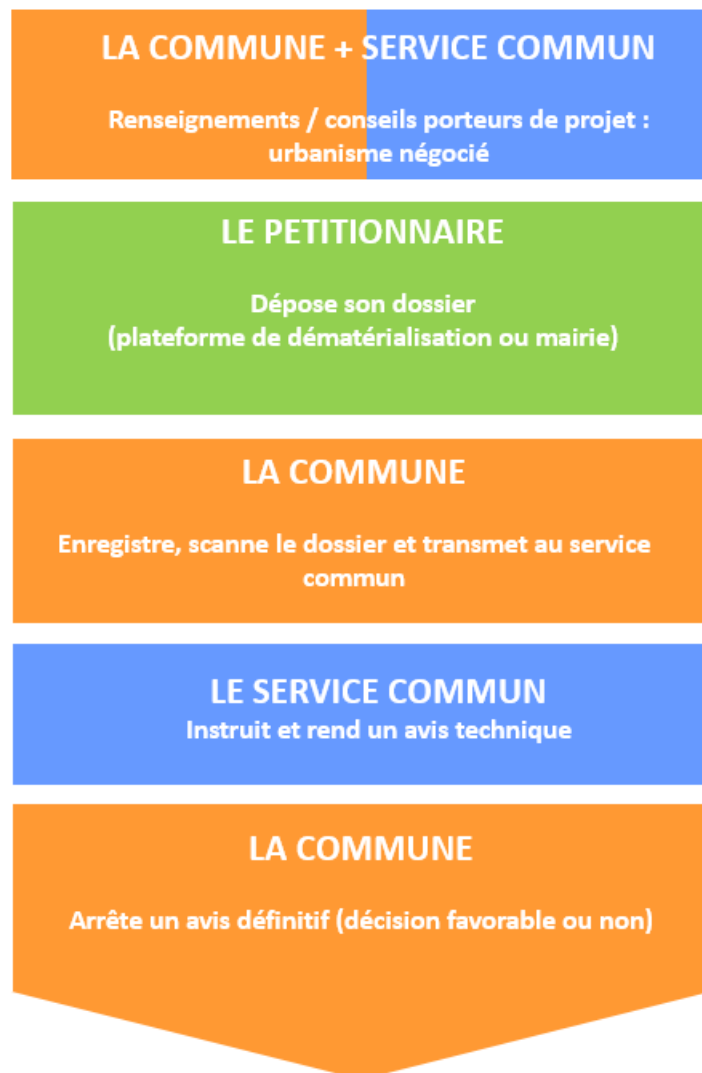 LA COMMUNE + SERVICE COMMUN
Renseignements / conseils porteurs de projet :
urbanisme négocié
LE PETITIONNAIRE
Dépose son dossier
(plateforme de dématérialisation ou mairie)
LA COMMUNE
Enregistre, scanne le dossier et transmet au service
commun
LE SERVICE COMMUN
Instruit et rend un avis technique
LA COMMUNE
Arrête un avis définitif (décision favorable ou non)